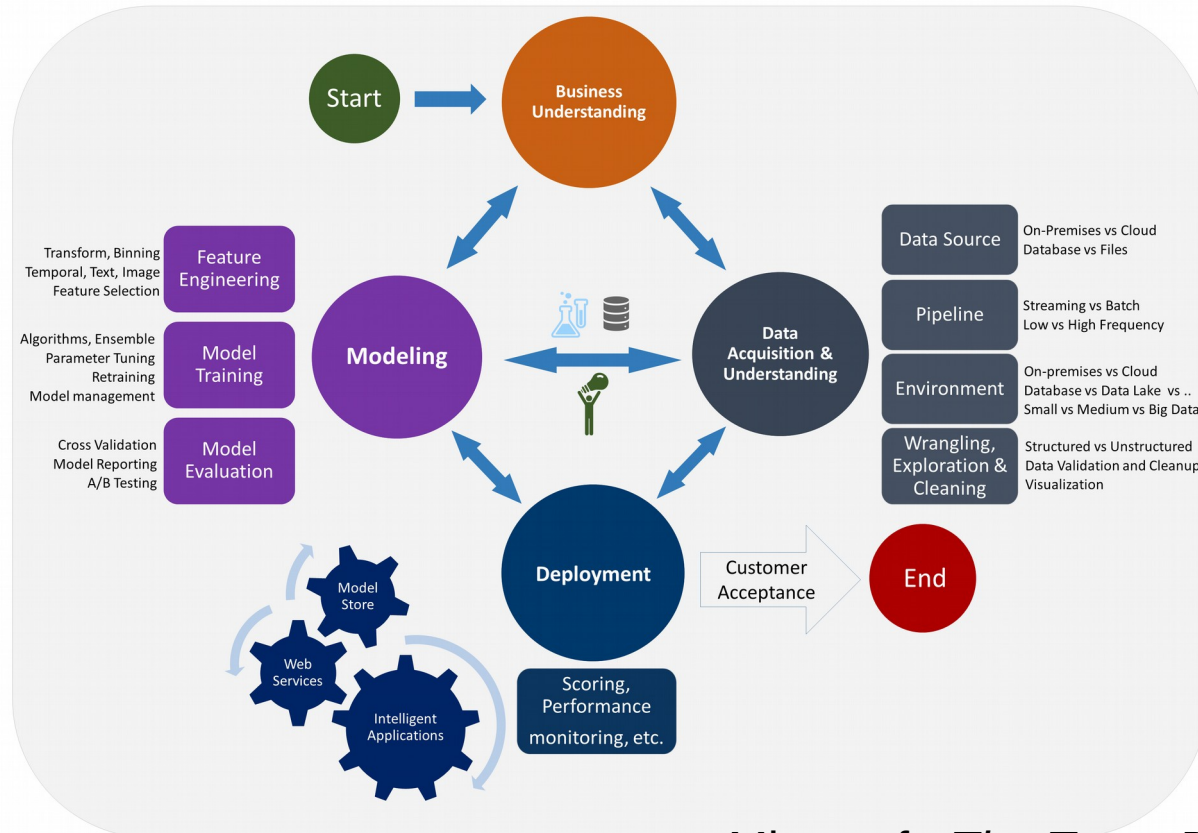 Start
Business
Understanding
Feature
Engineering
Transform, Binning
Temporal, Text, Image
Feature Selection
Model
Training
Algorithms, Ensemble
Parameter Tuning
Retraining
Model management
Model
Evaluation
Cross Validation
Model Reporting
A/B Testing
Modeling
Data
Acquisition &
Understanding
Data Source
On-Premises vs Cloud
Database vs Files
Pipeline
Streaming vs Batch
Low vs High Frequency
Environment
On-premises vs Cloud
Database vs Data Lake vs ..
Small vs Medium vs Big Data
Wrangling,
Exploration &
Cleaning
Structured vs Unstructured
Data Validation and Cleanup
Visualization
Deployment
Customer
Acceptance
End
Model
Store
Web
Services
Intelligent
Applications
Scoring,
Performance
monitoring, etc.